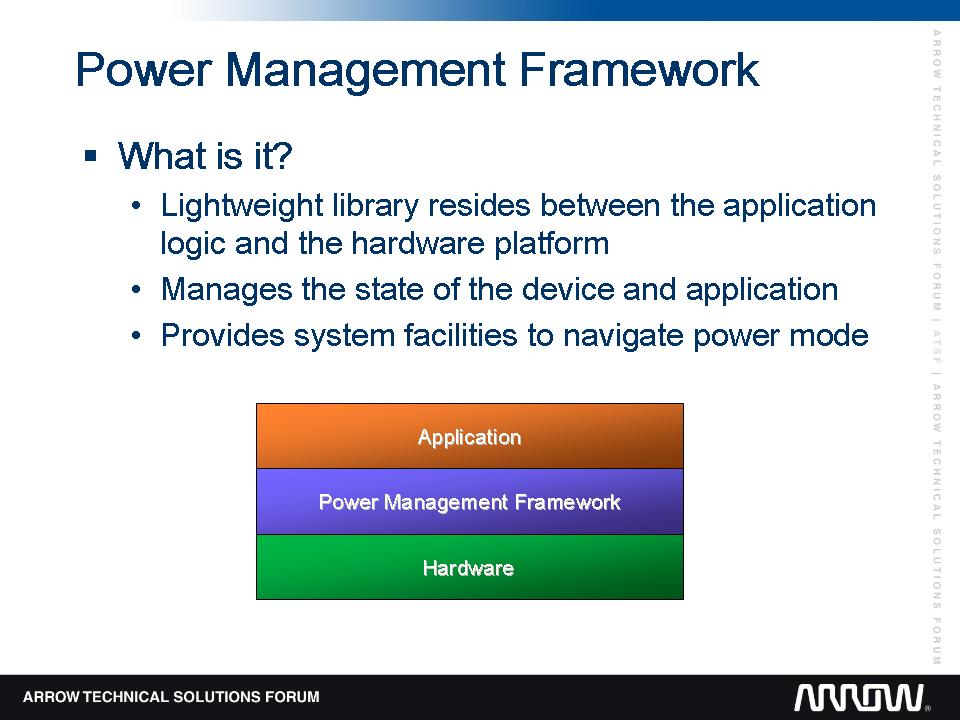 Power Management Framework
▪ What is it?
• Lightweight library resides between the application
logic and the hardware platform
• Manages the state of the device and application
• Provides system facilities to navigate power mode
Application
Power Management Framework
Hardware
ARROW TECHNICAL SOLUTIONS FORUM | ATSF | ARROW TECHNICAL SOLUTIONS FORUM
ARROW TECHNICAL SOLUTIONS FORUM
ARROW®